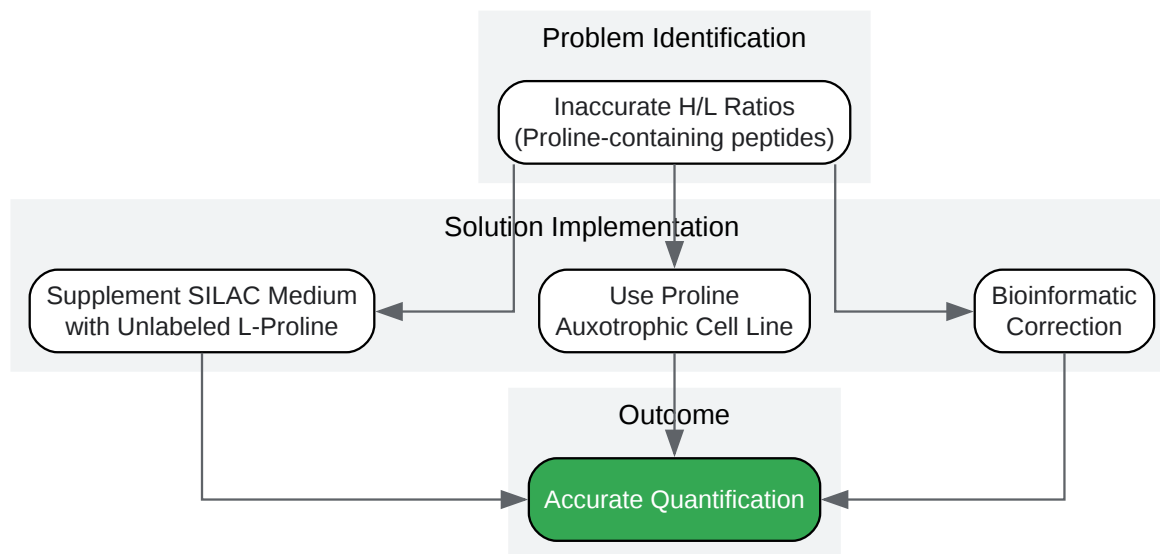 Problem Identification
Inaccurate H/L Ratios
(Proline-containing peptides)
Solution Implementation
Supplement SILAC Medium
with Unlabeled L-Proline
Use Proline
Auxotrophic Cell Line
Bioinformatic
Correction
Outcome
Accurate Quantification